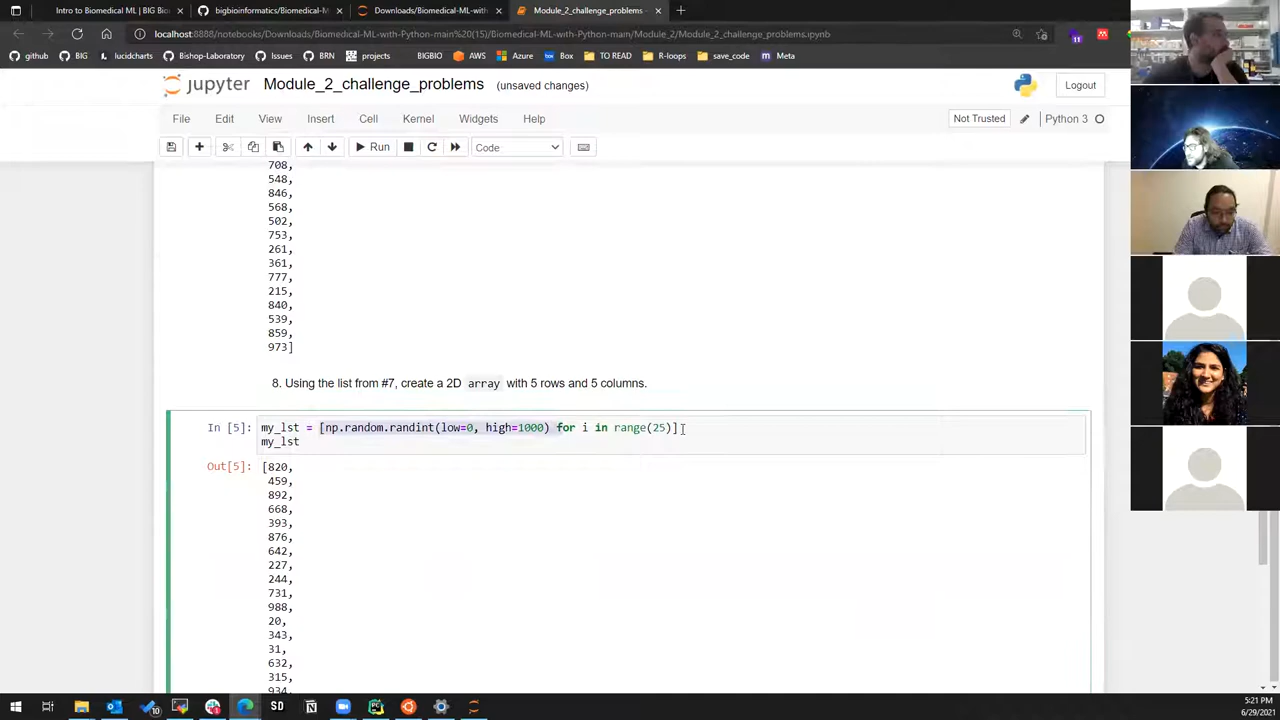 Intro to Biomedical ML | BIG Bio
bigbioinformatics/Biomedical-M
Downloads/Biomedical-ML-with
Module_2_challenge_problems
localhost:8888/notebooks/Downloads/Biomedical-ML-with-Python-main%20(5)/Biomedical-ML-with-Python-main/Module_2/Module_2_challenge_problems.ipynb
11
github
BIG
lucidcharts
Bishop-Laboratory
Issues
BRN
projects
BIGBIO
AWS
Azure
Box
TO READ
R-loops
save_code
Meta
jupyter
Module_2_challenge_problems
(unsaved changes)
Logout
File
Edit
View
Insert
Cell
Kernel
Widgets
Help
Not Trusted
Python 3
Run
Code
708,
548,
846,
568,
502,
753,
261,
361,
777,
215,
840,
539,
859,
973]
8. Using the list from #7, create a 2D array with 5 rows and 5 columns.
In [5]:
my_lst = [np.random.randint(low=0, high=1000) for i in range(25)]
my_lst
Out[5]:
[820,
459,
892,
668,
393,
876,
642,
227,
244,
731,
988,
20,
343,
31,
632,
315,
934,
SD
5:21 PM
6/29/2021